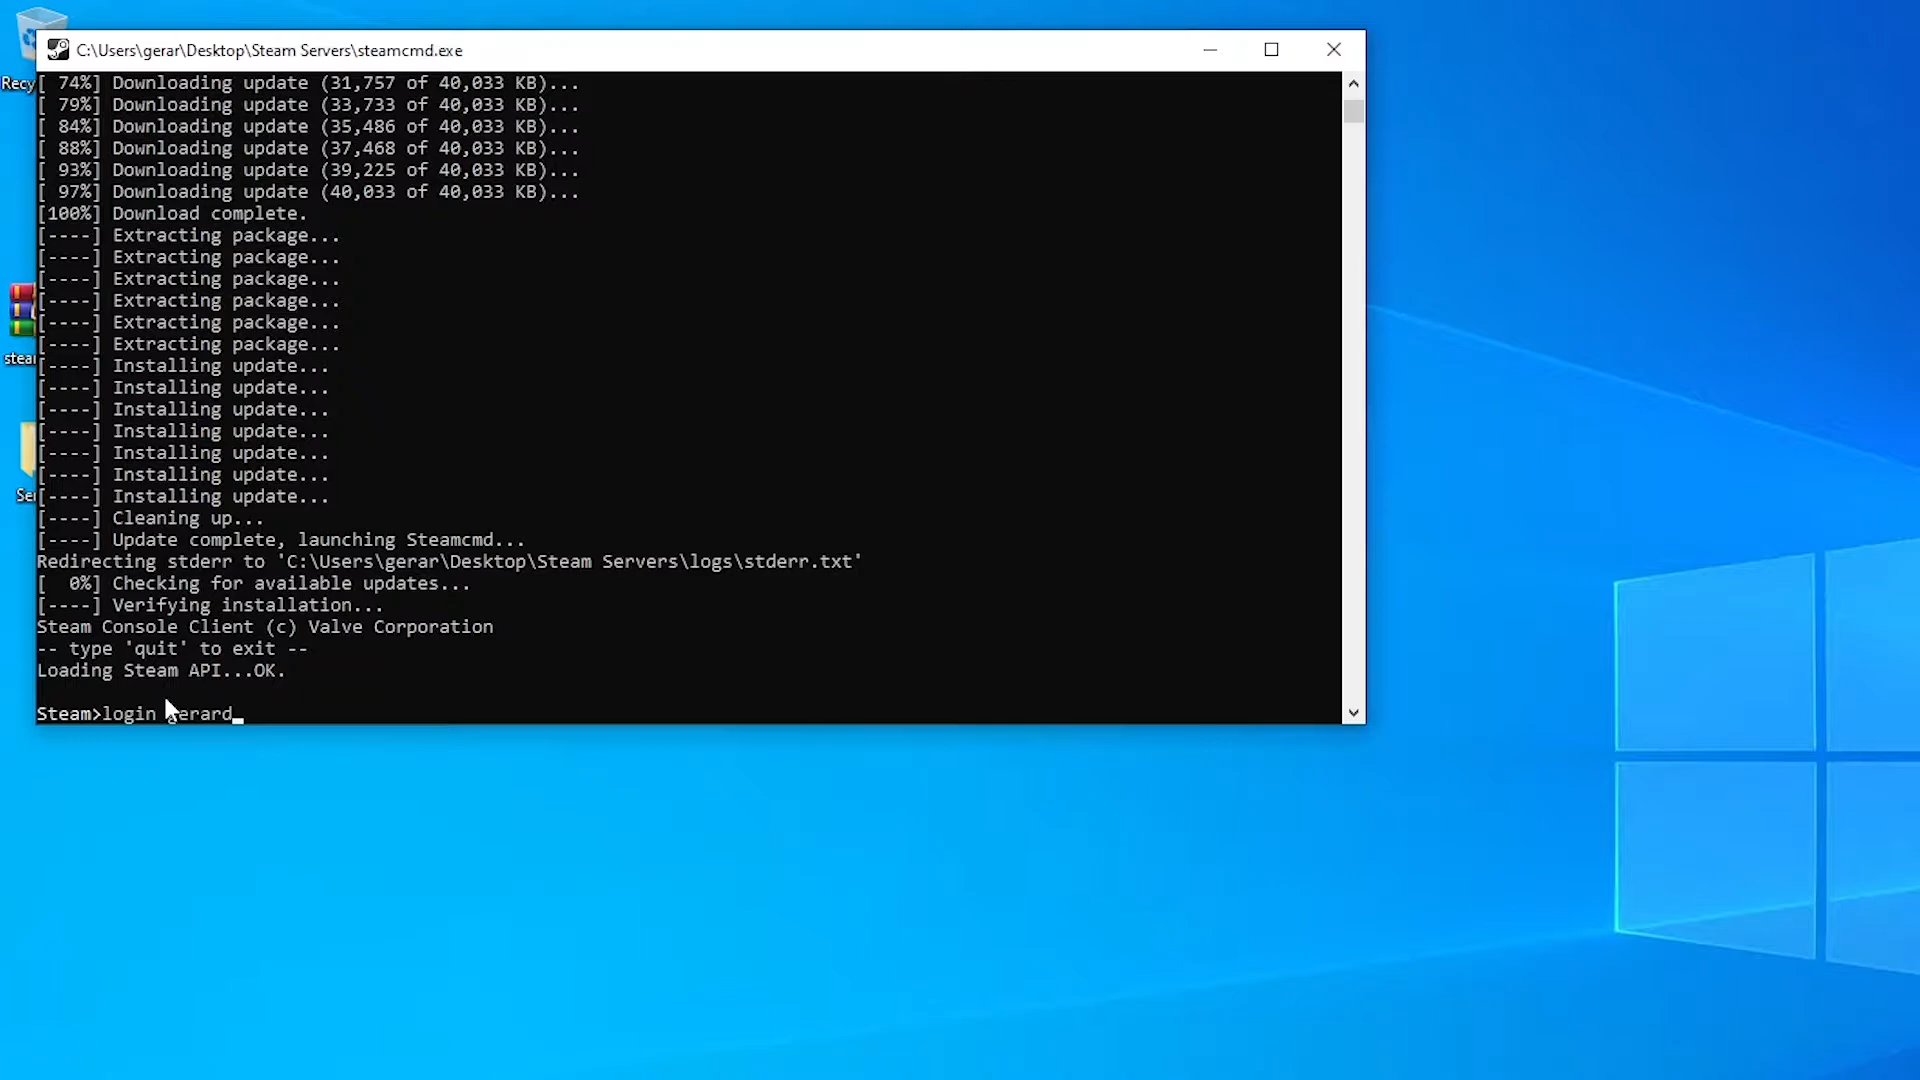 C:\Users\gerar\Desktop\Steam Servers\steamcmd.exe
[ 74%] Downloading update (31,757 of 40,033 KB)...
[ 79%] Downloading update (33,733 of 40,033 KB)...
[ 84%] Downloading update (35,486 of 40,033 KB)...
[ 88%] Downloading update (37,468 of 40,033 KB)...
[ 93%] Downloading update (39,225 of 40,033 KB)...
[ 97%] Downloading update (40,033 of 40,033 KB)...
[100%] Download complete.
[----] Extracting package...
[----] Extracting package...
[----] Extracting package...
[----] Extracting package...
[----] Extracting package...
[----] Extracting package...
[----] Installing update...
[----] Installing update...
[----] Installing update...
[----] Installing update...
[----] Installing update...
[----] Installing update...
[----] Installing update...
[----] Cleaning up...
[----] Update complete, launching Steamcmd...
Redirecting stderr to 'C:\Users\gerar\Desktop\Steam Servers\logs\stderr.txt'
[  0%] Checking for available updates...
[----] Verifying installation...
Steam Console Client (c) Valve Corporation
-- type 'quit' to exit --
Loading Steam API...OK.
Steam>login gerard_
Recy
stea
Se